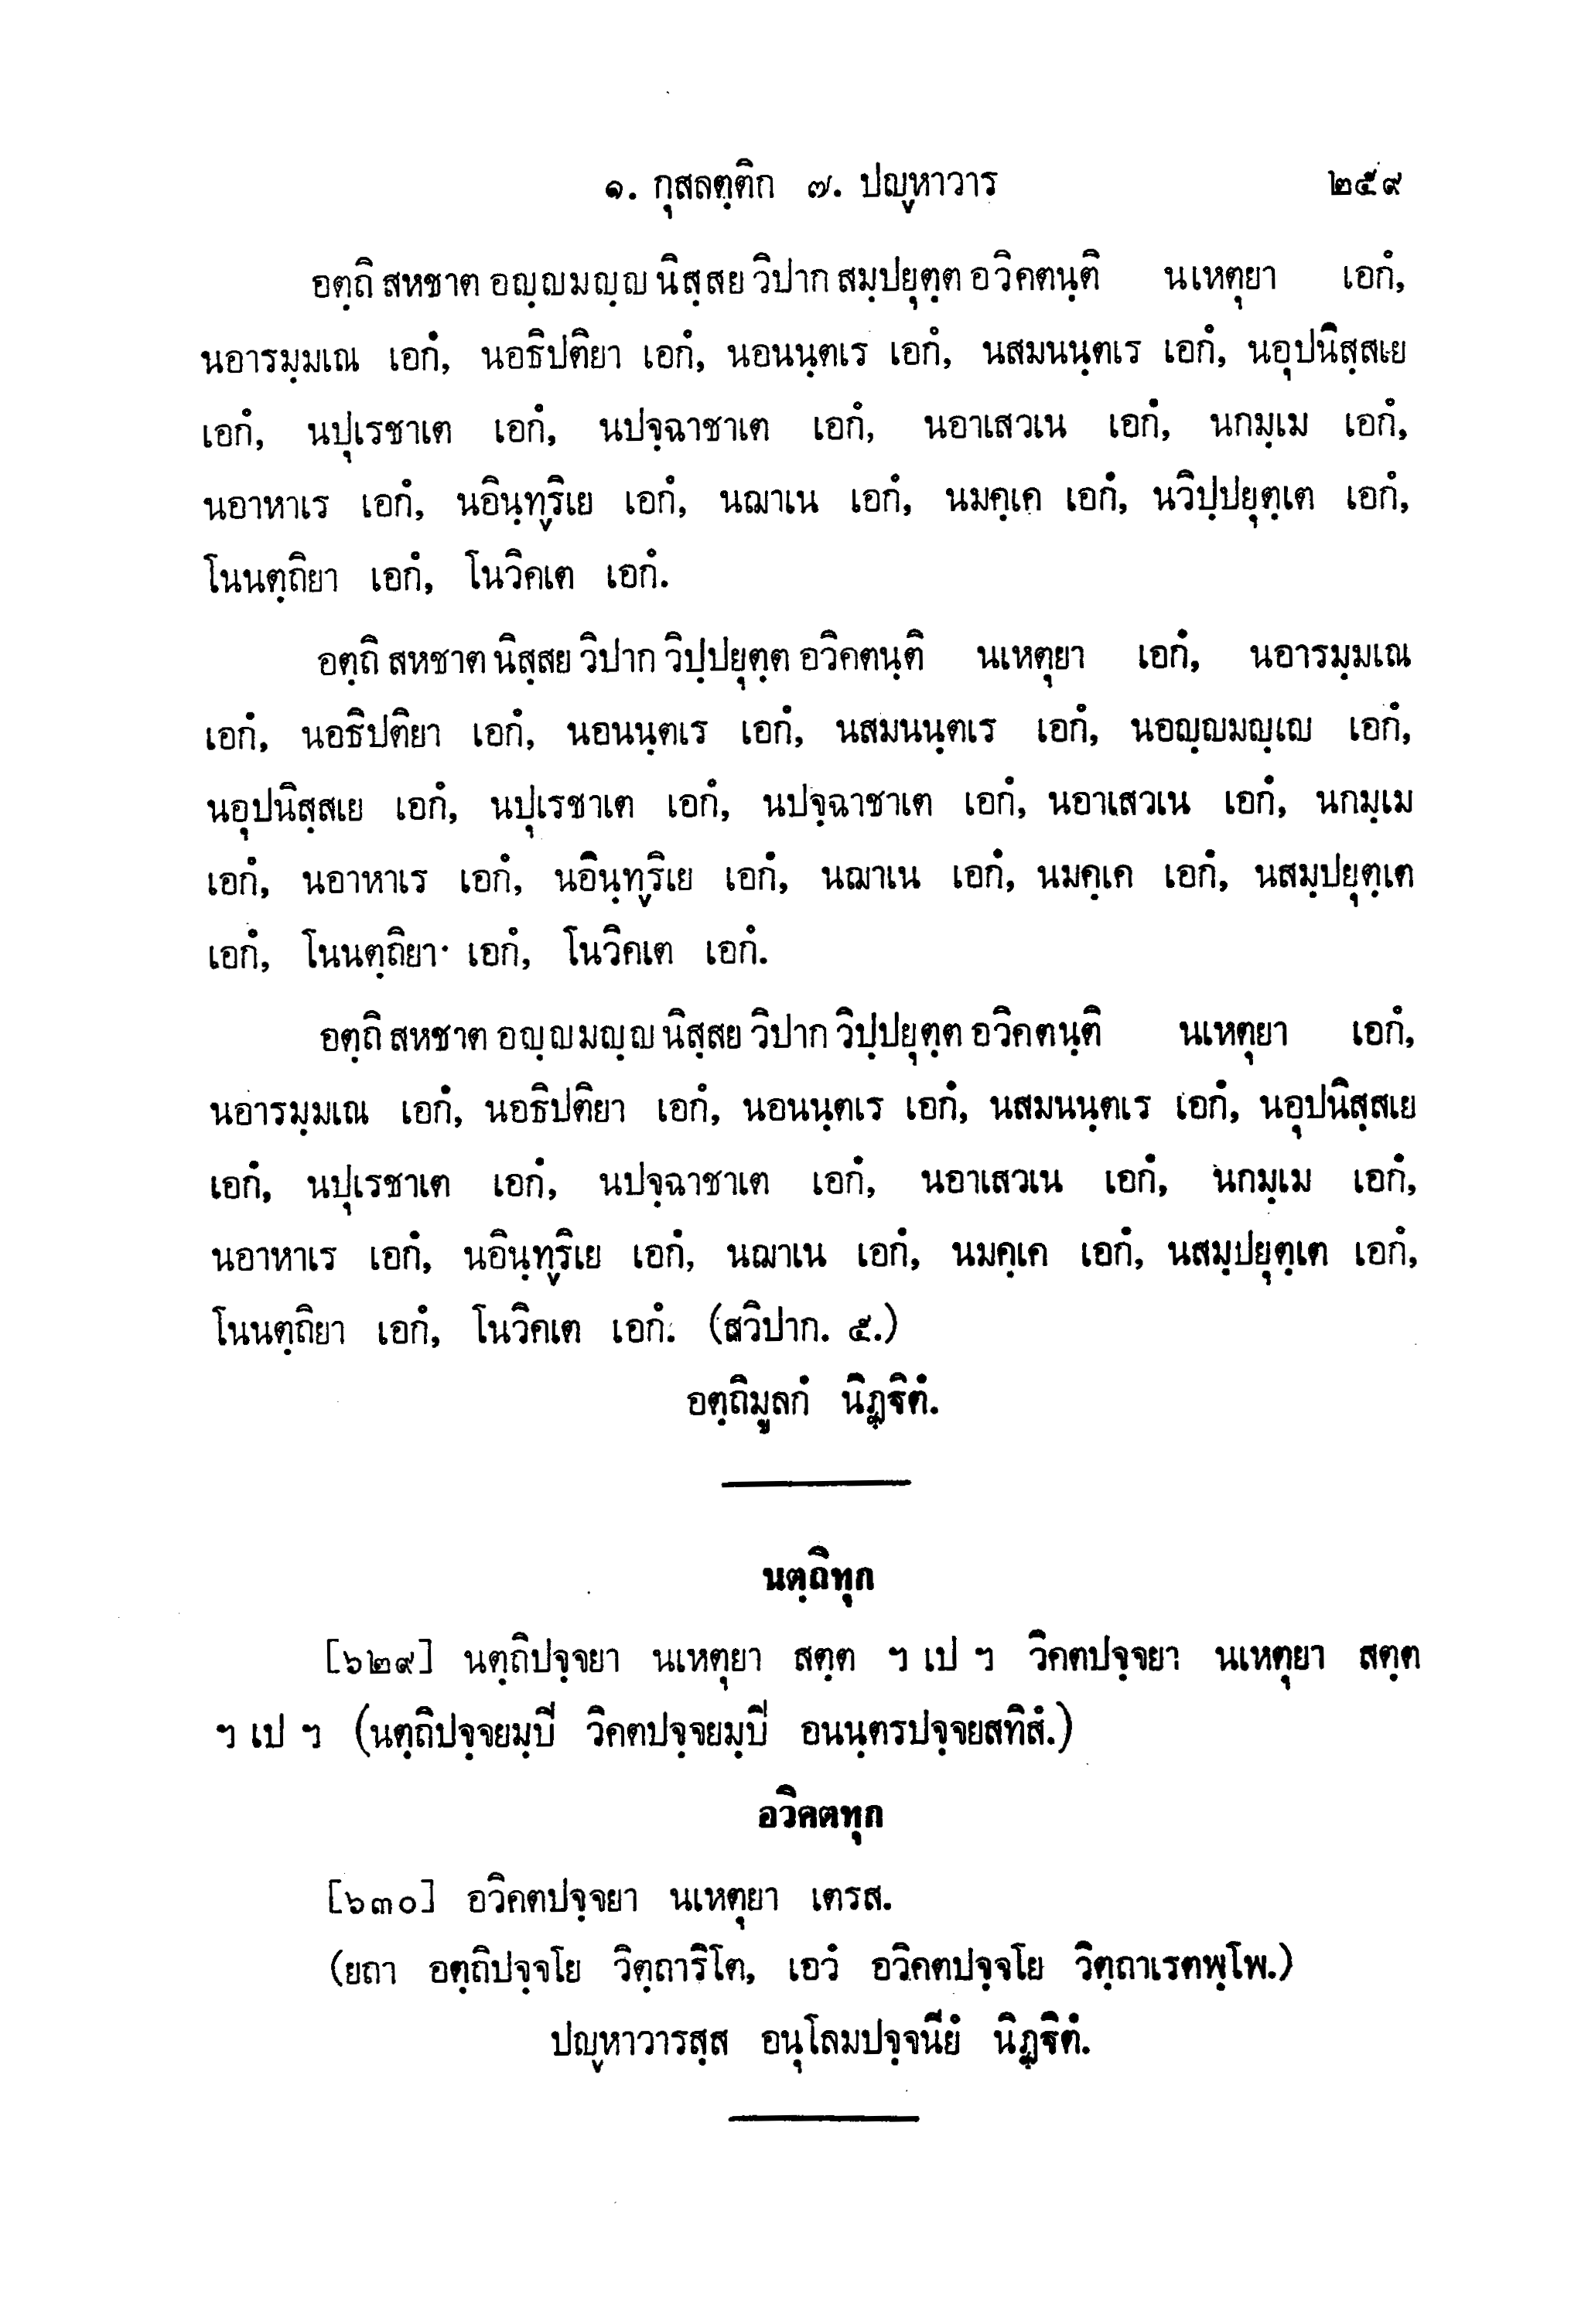 ๑. กุสลตฺติก ๗. ปญฺหาวาร ๒๕๙
อตฺถิ สหชาต อญฺญมญฺญ นิสฺสย วิปาก สมฺปยุตฺต อวิคตนฺติ นเหตุยา เอกํ,
นอารมฺมเณ เอกํ, นอธิปติยา เอกํ, นอนนฺตเร เอกํ, นสมนนฺตเร เอกํ, นอุปนิสฺสเย
เอกํ, นปุเรชาเต เอกํ, นปจฺฉาชาเต เอกํ, นอาเสวเน เอกํ, นกมฺเม เอกํ,
นอาหาเร เอกํ, นอินฺทฺริเย เอกํ, นฌาเน เอกํ, นมคฺเค เอกํ, นวิปฺปยุตฺเต เอกํ,
โนนตฺถิยา เอกํ, โนวิคเต เอกํ.
อตฺถิ สหชาต นิสฺสย วิปาก วิปฺปยุตฺต อวิคตนฺติ นเหตุยา เอกํ, นอารมฺมเณ
เอกํ, นอธิปติยา เอกํ, นอนนฺตเร เอกํ, นสมนนฺตเร เอกํ, นอญฺญมญฺเญ เอกํ,
นอุปนิสฺสเย เอกํ, นปุเรชาเต เอกํ, นปจฺฉาชาเต เอกํ, นอาเสวเน เอกํ, นกมฺเม
เอกํ, นอาหาเร เอกํ, นอินฺทฺริเย เอกํ, นฌาเน เอกํ, นมคฺเค เอกํ, นสมฺปยุตฺเต
เอกํ, โนนตฺถิยา เอกํ, โนวิคเต เอกํ.
อตฺถิ สหชาต อญฺญมญฺญ นิสฺสย วิปาก วิปฺปยุตฺต อวิคตนฺติ นเหตุยา เอกํ,
นอารมฺมเณ เอกํ, นอธิปติยา เอกํ, นอนนฺตเร เอกํ, นสมนนฺตเร เอกํ, นอุปนิสฺสเย
เอกํ, นปุเรชาเต เอกํ, นปจฺฉาชาเต เอกํ, นอาเสวเน เอกํ, นกมฺเม เอกํ,
นอาหาเร เอกํ, นอินฺทฺริเย เอกํ, นฌาเน เอกํ, นมคฺเค เอกํ, นสมฺปยุตฺเต เอกํ,
โนนตฺถิยา เอกํ, โนวิคเต เอกํ. (สวิปาก. ๕.)
อตฺถิมูลกํ นิฏฺฐิตํ.
นตฺถิทุก
[๖๒๙] นตฺถิปจฺจยา นเหตุยา สตฺต ฯ เป ฯ วิคตปจฺจยา นเหตุยา สตฺต
ฯ เป ฯ (นตฺถิปจฺจยมฺปิ วิคตปจฺจยมฺปิ อนนฺตรปจฺจยสทิสํ.)
อวิคตทุก
[๖๓๐] อวิคตปจฺจยา นเหตุยา เตรส.
(ยถา อตฺถิปจฺจโย วิตฺถาริโต, เอวํ อวิคตปจฺจโย วิตฺถาเรตพฺโพ.)
ปญฺหาวารสฺส อนุโลมปจฺจนียํ นิฏฺฐิตํ.